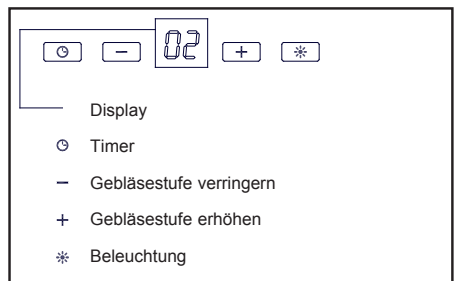 02
Display
Timer
− Gebläsestufe verringern
+ Gebläsestufe erhöhen
Beleuchtung